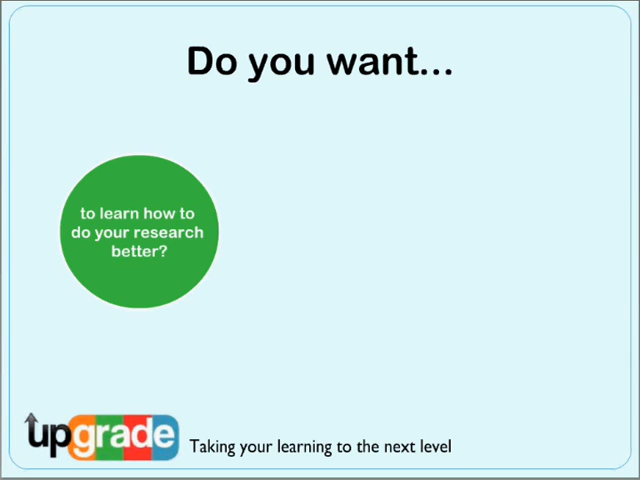 Do you want...
to learn how to
do your research
better?
upgrade
Taking your learning to the next level